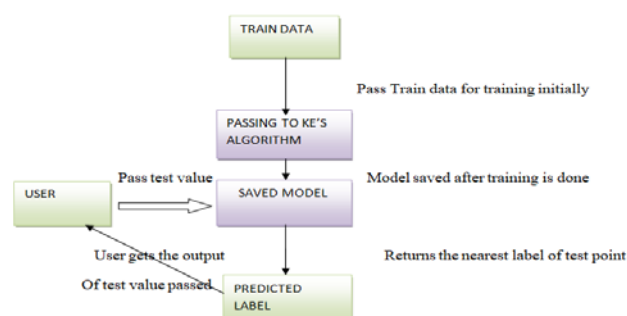 TRAIN DATA
Pass Train data for training initially
PASSING TO KE'S
ALGORITHM
Pass test value
Model saved after training is done
USER
SAVED MODEL
User gets the output
Returns the nearest label of test point
Of test value passed
PREDICTED
LABEL